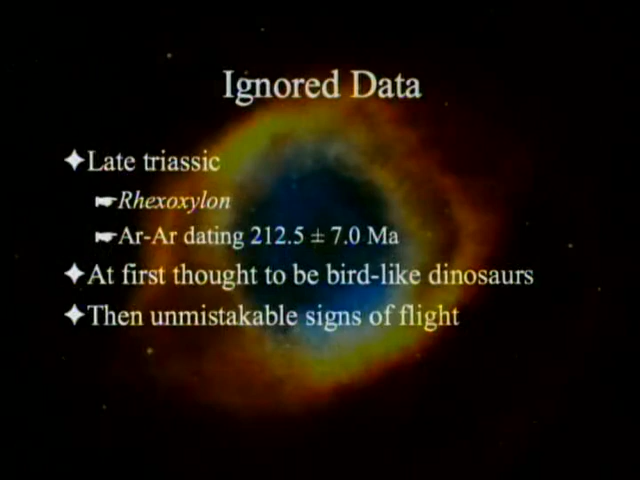 Ignored Data
✦Late triassic
☛Rhexoxylon
☛Ar-Ar dating 212.5 ± 7.0 Ma
✦At first thought to be bird-like dinosaurs
✦Then unmistakable signs of flight